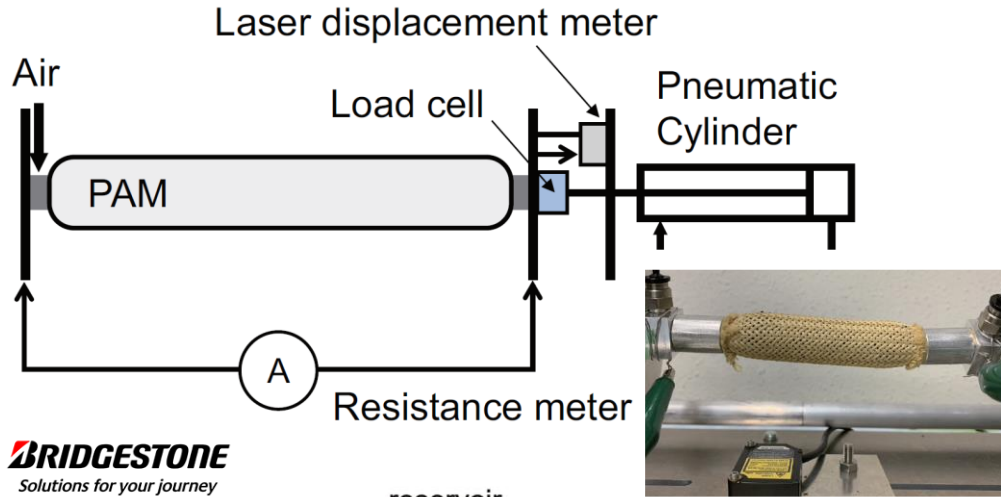 Laser displacement meter
Air
Load cell
Pneumatic
Cylinder
PAM
A
Resistance meter
BRIDGESTONE
Solutions for your journey